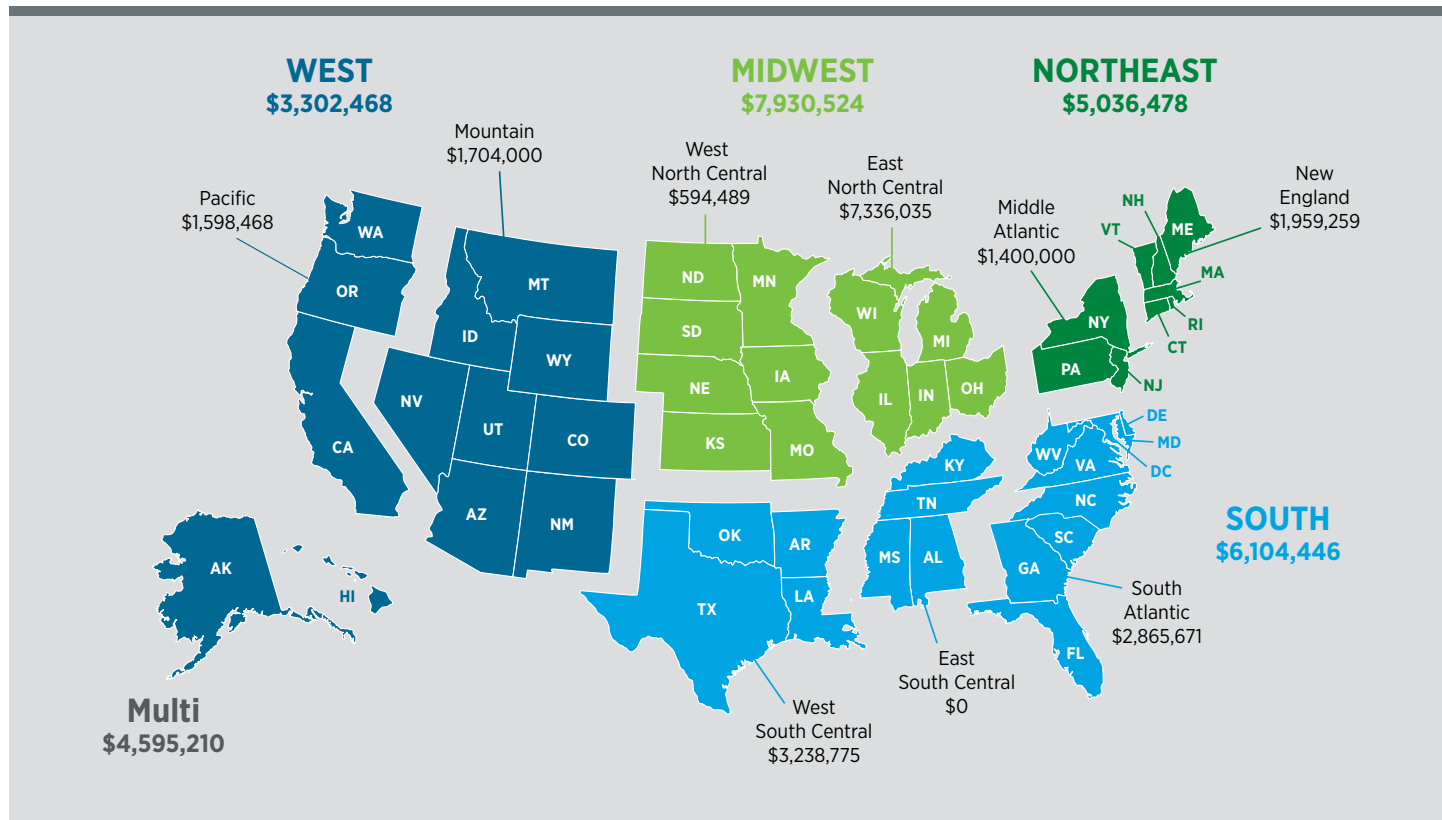 WEST
$3,302,468
MIDWEST
$7,930,524
NORTHEAST
$5,036,478
Mountain
$1,704,000
Pacific
$1,598,468
West
North Central
$594,489
East
North Central
$7,336,035
Middle
Atlantic
$1,400,000
New
England
$1,959,259
WA
OR
CA
MT
ID
WY
NV
UT
CO
AZ
NM
AK
HI
ND
SD
NE
KS
MN
IA
MO
WI
MI
IL
IN
OH
NH
VT
ME
MA
RI
CT
NY
PA
NJ
DE
MD
DC
WV
VA
KY
TN
NC
SC
GA
FL
MS
AL
OK
AR
TX
LA
SOUTH
$6,104,446
South
Atlantic
$2,865,671
East
South Central
$0
West
South Central
$3,238,775
Multi
$4,595,210